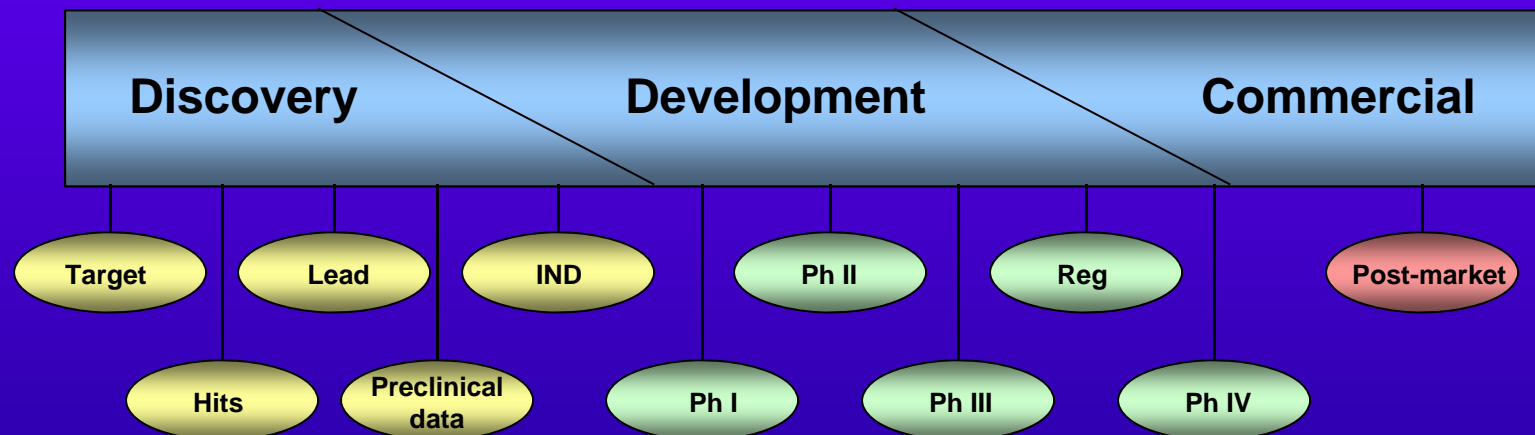 Discovery
Development
Commercial
Target
Lead
IND
Ph II
Reg
Post-market
Hits
Preclinical
data
Ph I
Ph III
Ph IV